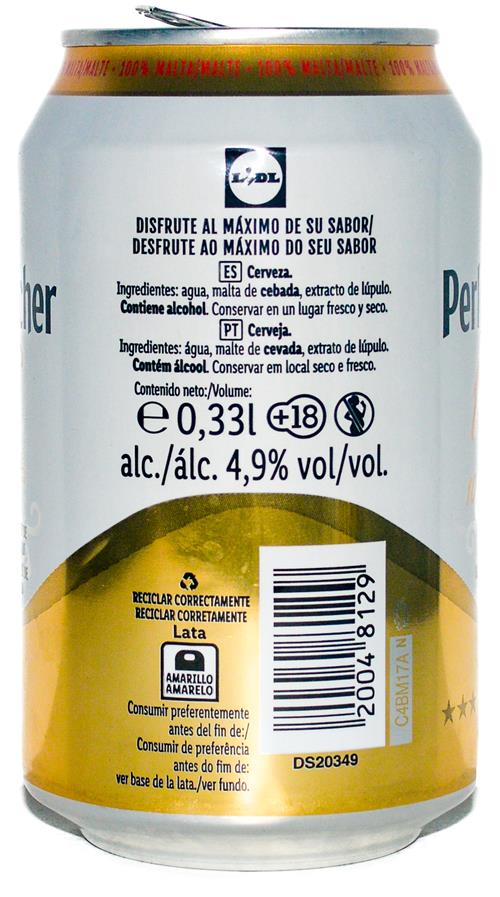 MALTA/MALTE · 100% MALTA/MALTE · 100% MALTA/MALTE · 100% MA
LIDL
DISFRUTE AL MÁXIMO DE SU SABOR/
DESFRUTE AO MÁXIMO DO SEU SABOR
ES Cerveza.
Ingredientes: agua, malta de cebada, extracto de lúpulo.
Contiene alcohol. Conservar en un lugar fresco y seco.
PT Cerveja.
Ingredientes: água, malte de cevada, extrato de lúpulo.
Contém álcool. Conservar em local seco e fresco.
Contenido neto:/Volume:
℮ 0,33l +18
alc./álc. 4,9% vol/vol.
cher
Per
RECICLAR CORRECTAMENTE
RECICLAR CORRETAMENTE
Lata
AMARILLO
AMARELO
Consumir preferentemente
antes del fin de:/
Consumir de preferência
antes do fim de:
ver base de la lata./ver fundo.
2004 8129
C4BM17A N
DS20349